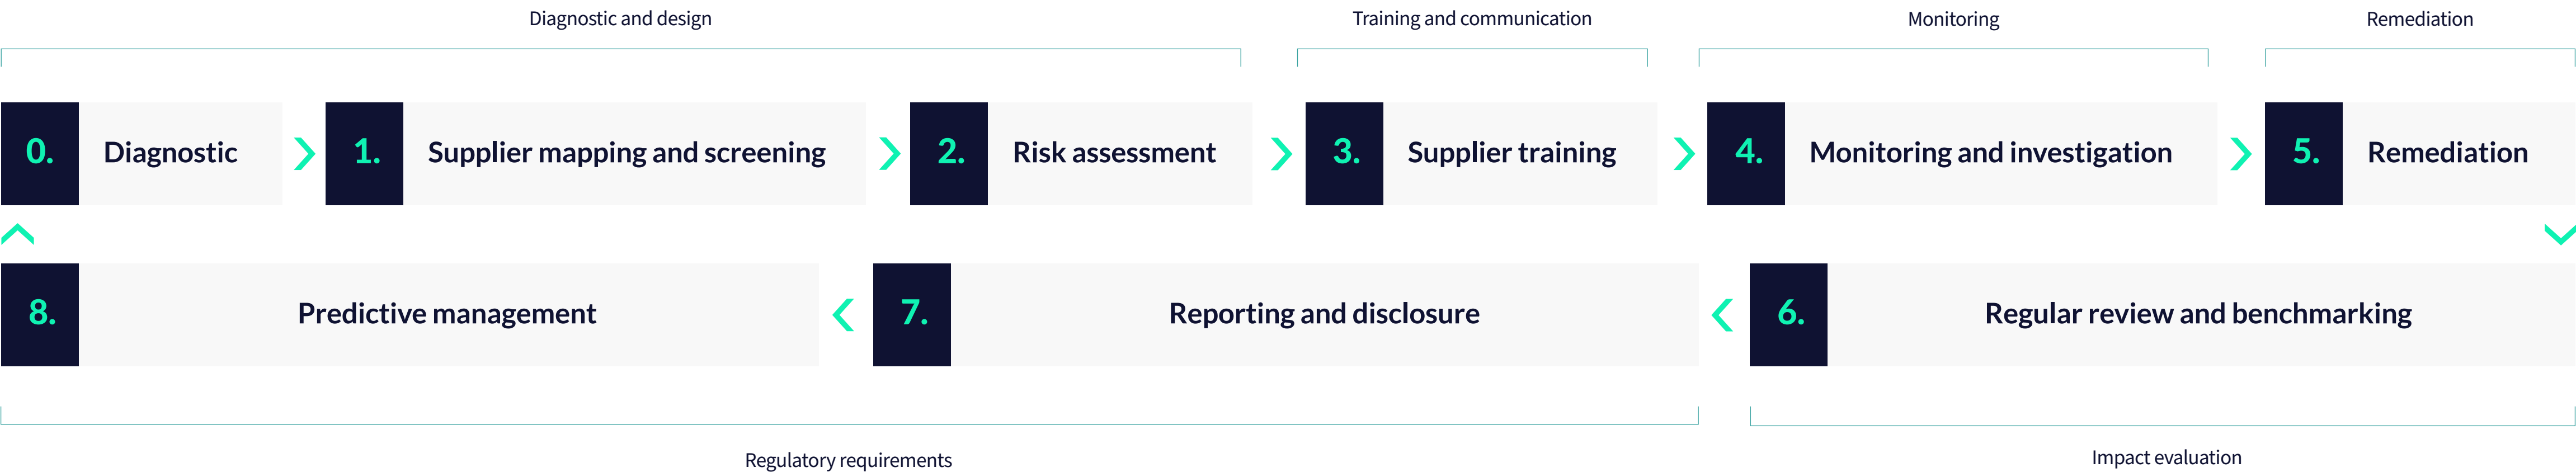 Diagnostic and design
Training and communication
Monitoring
Remediation
0. Diagnostic
1. Supplier mapping and screening
2. Risk assessment
3. Supplier training
4. Monitoring and investigation
5. Remediation
8. Predictive management
7. Reporting and disclosure
6. Regular review and benchmarking
Regulatory requirements
Impact evaluation